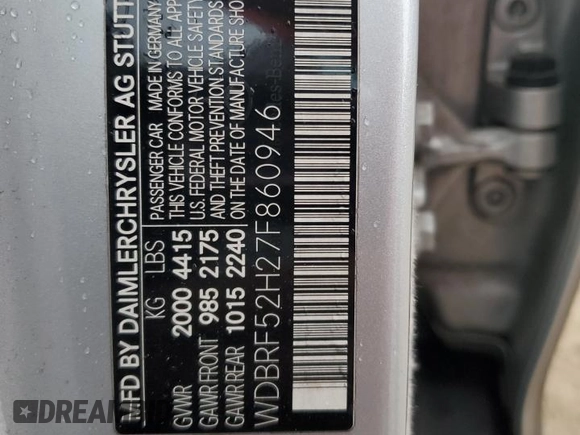 MFD BY DAIMLERCHRYSLER AG STUTT
KG LBS PASSENGER CAR MADE IN GERMANY
GVWR 2000 4415 THIS VEHICLE CONFORMS TO ALL APP
GAWR FRONT 985 2175 U.S. FEDERAL MOTOR VEHICLE SAFETY
GAWR REAR 1015 2240 AND THEFT PREVENTION STANDARDS
ON THE DATE OF MANUFACTURE
WDBRF52H27F860946
DREAM